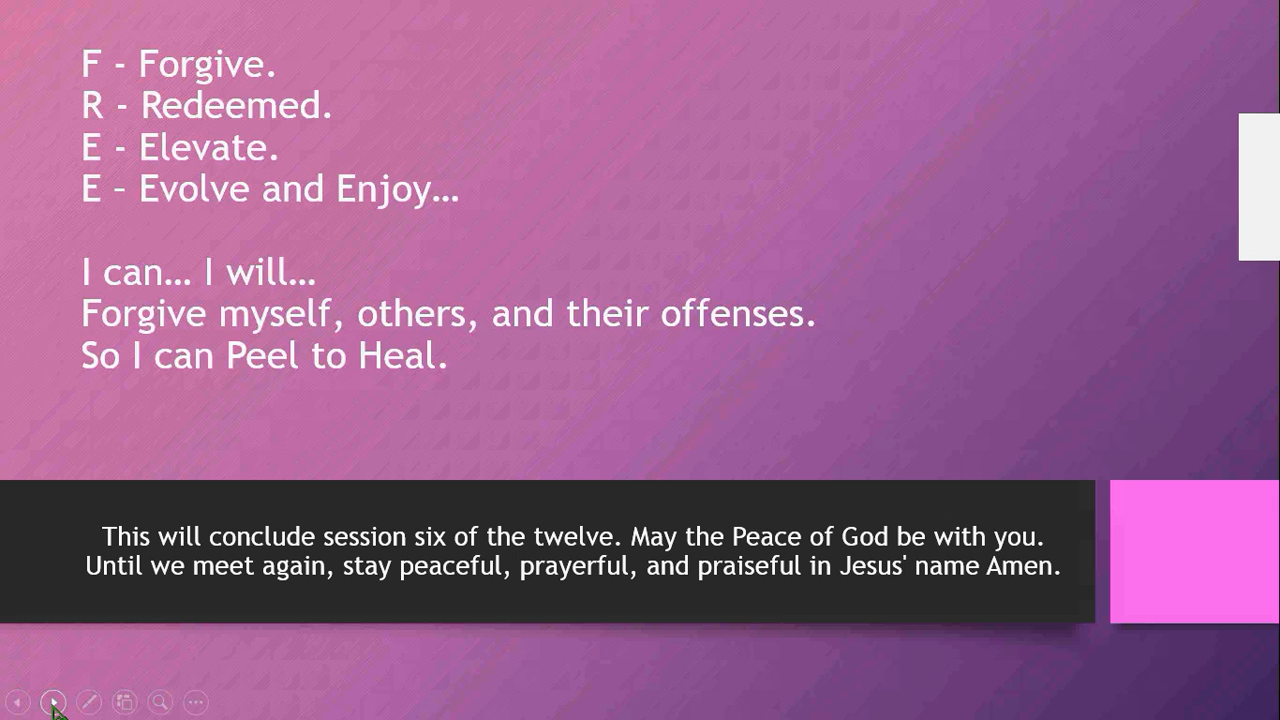 F - Forgive.
R - Redeemed.
E - Elevate.
E – Evolve and Enjoy…
I can… I will…
Forgive myself, others, and their offenses.
So I can Peel to Heal.
This will conclude session six of the twelve. May the Peace of God be with you.
Until we meet again, stay peaceful, prayerful, and praiseful in Jesus' name Amen.